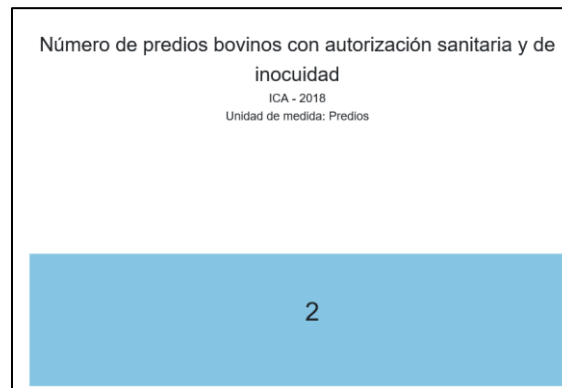 Número de predios bovinos con autorización sanitaria y de
inocuidad
ICA - 2018
Unidad de medida: Predios
2